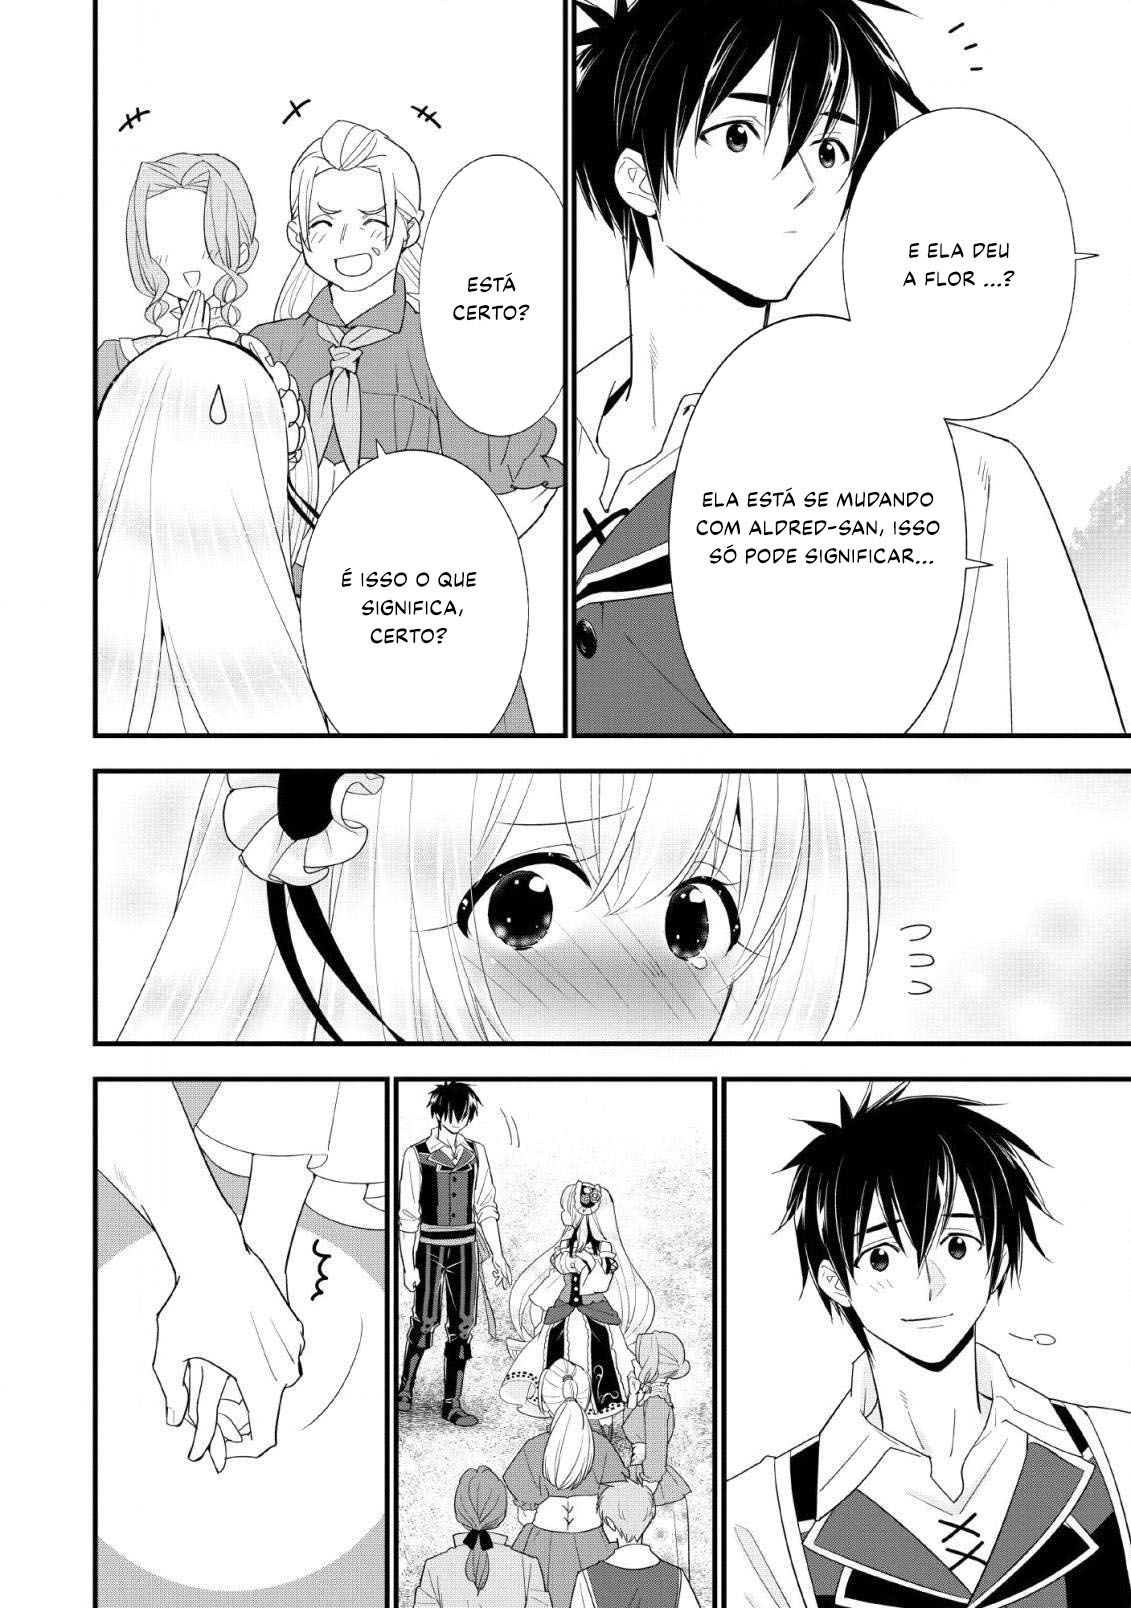 E ELA DEU
A FLOR ...?
ELA ESTÁ SE MUDANDO
COM ALDRED-SAN, ISSO
SÓ PODE SIGNIFICAR...
ESTÁ
CERTO?
É ISSO O QUE
SIGNIFICA,
CERTO?